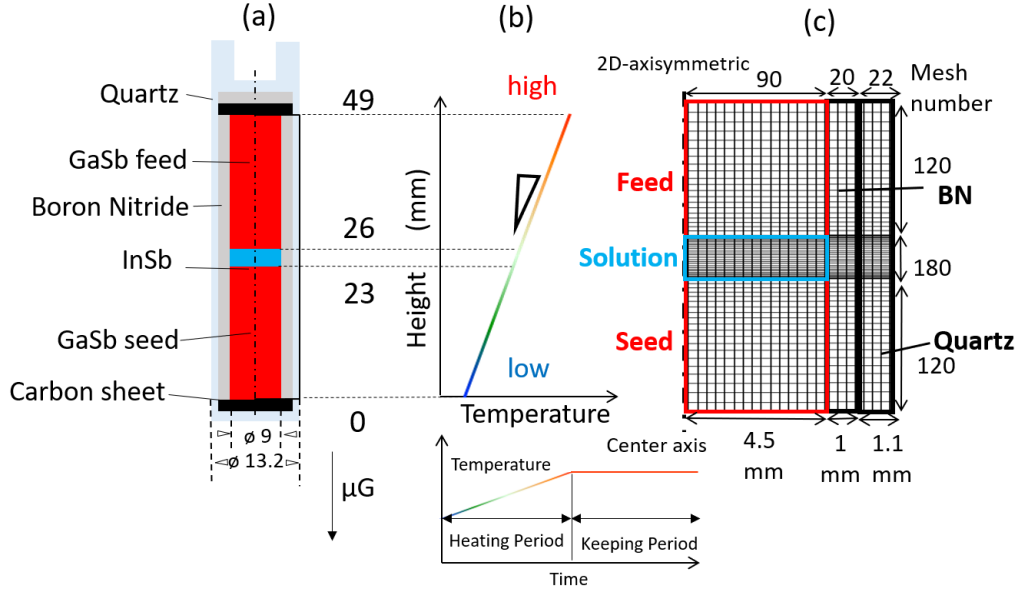 (a)
Quartz
GaSb feed
Boron Nitride
InSb
GaSb seed
Carbon sheet
49
26
23
0
ø 9
ø 13.2
μG
(b)
high
low
Height (mm)
Temperature
Temperature
Heating Period
Keeping Period
Time
(c)
2D-axisymmetric
90
20
22
Mesh
number
Feed
Solution
Seed
120
BN
180
Quartz
120
Center axis
4.5
mm
1
mm
1.1
mm